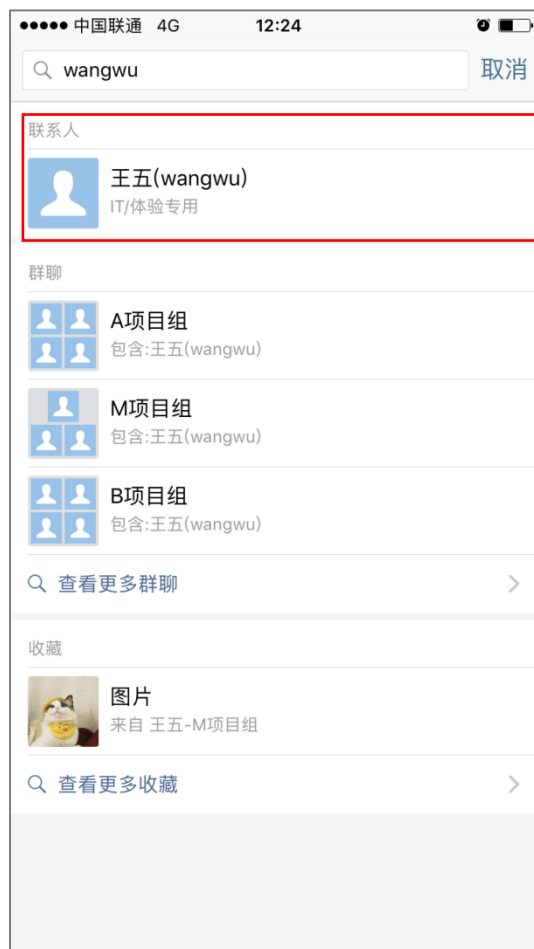 中国联通 4G 12:24
wangwu 取消
联系人
王五(wangwu)
IT/体验专用
群聊
A项目组
包含:王五(wangwu)
M项目组
包含:王五(wangwu)
B项目组
包含:王五(wangwu)
查看更多群聊
收藏
图片
来自 王五-M项目组
查看更多收藏